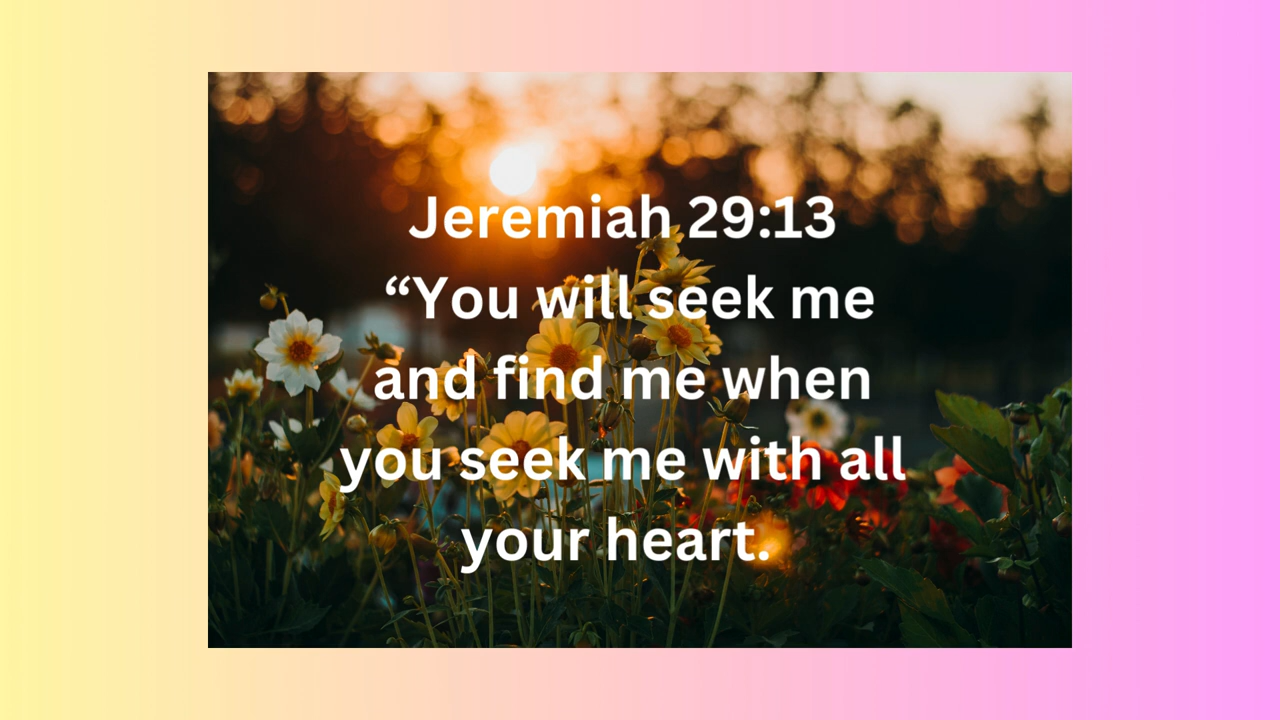 Jeremiah 29:13
“You will seek me
and find me when
you seek me with all
your heart.